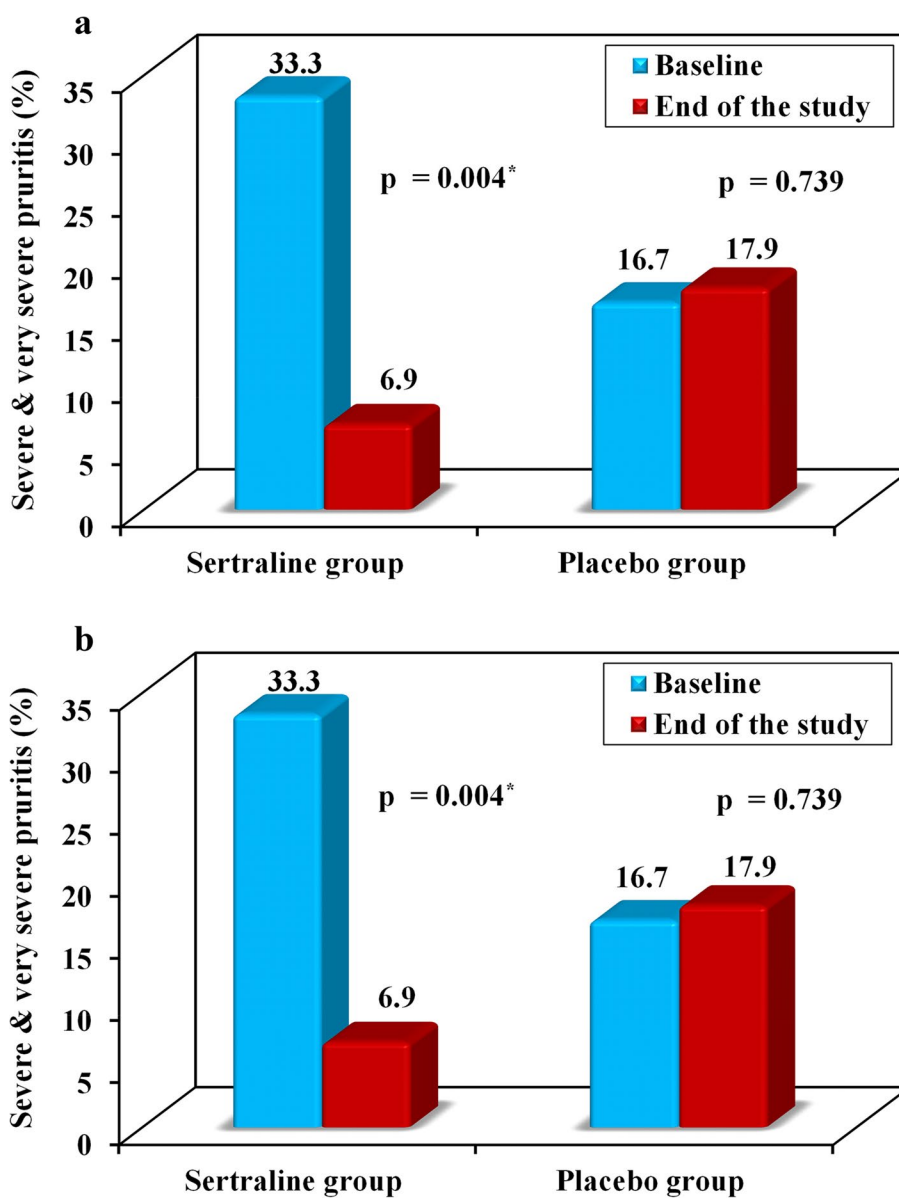 a
Severe & very severe pruritis (%)
35
30
25
20
15
10
5
0
33.3
6.9
p = 0.004*
16.7
17.9
p = 0.739
Baseline
End of the study
Sertraline group
Placebo group
b
Severe & very severe pruritis (%)
35
30
25
20
15
10
5
0
33.3
6.9
p = 0.004*
16.7
17.9
p = 0.739
Baseline
End of the study
Sertraline group
Placebo group